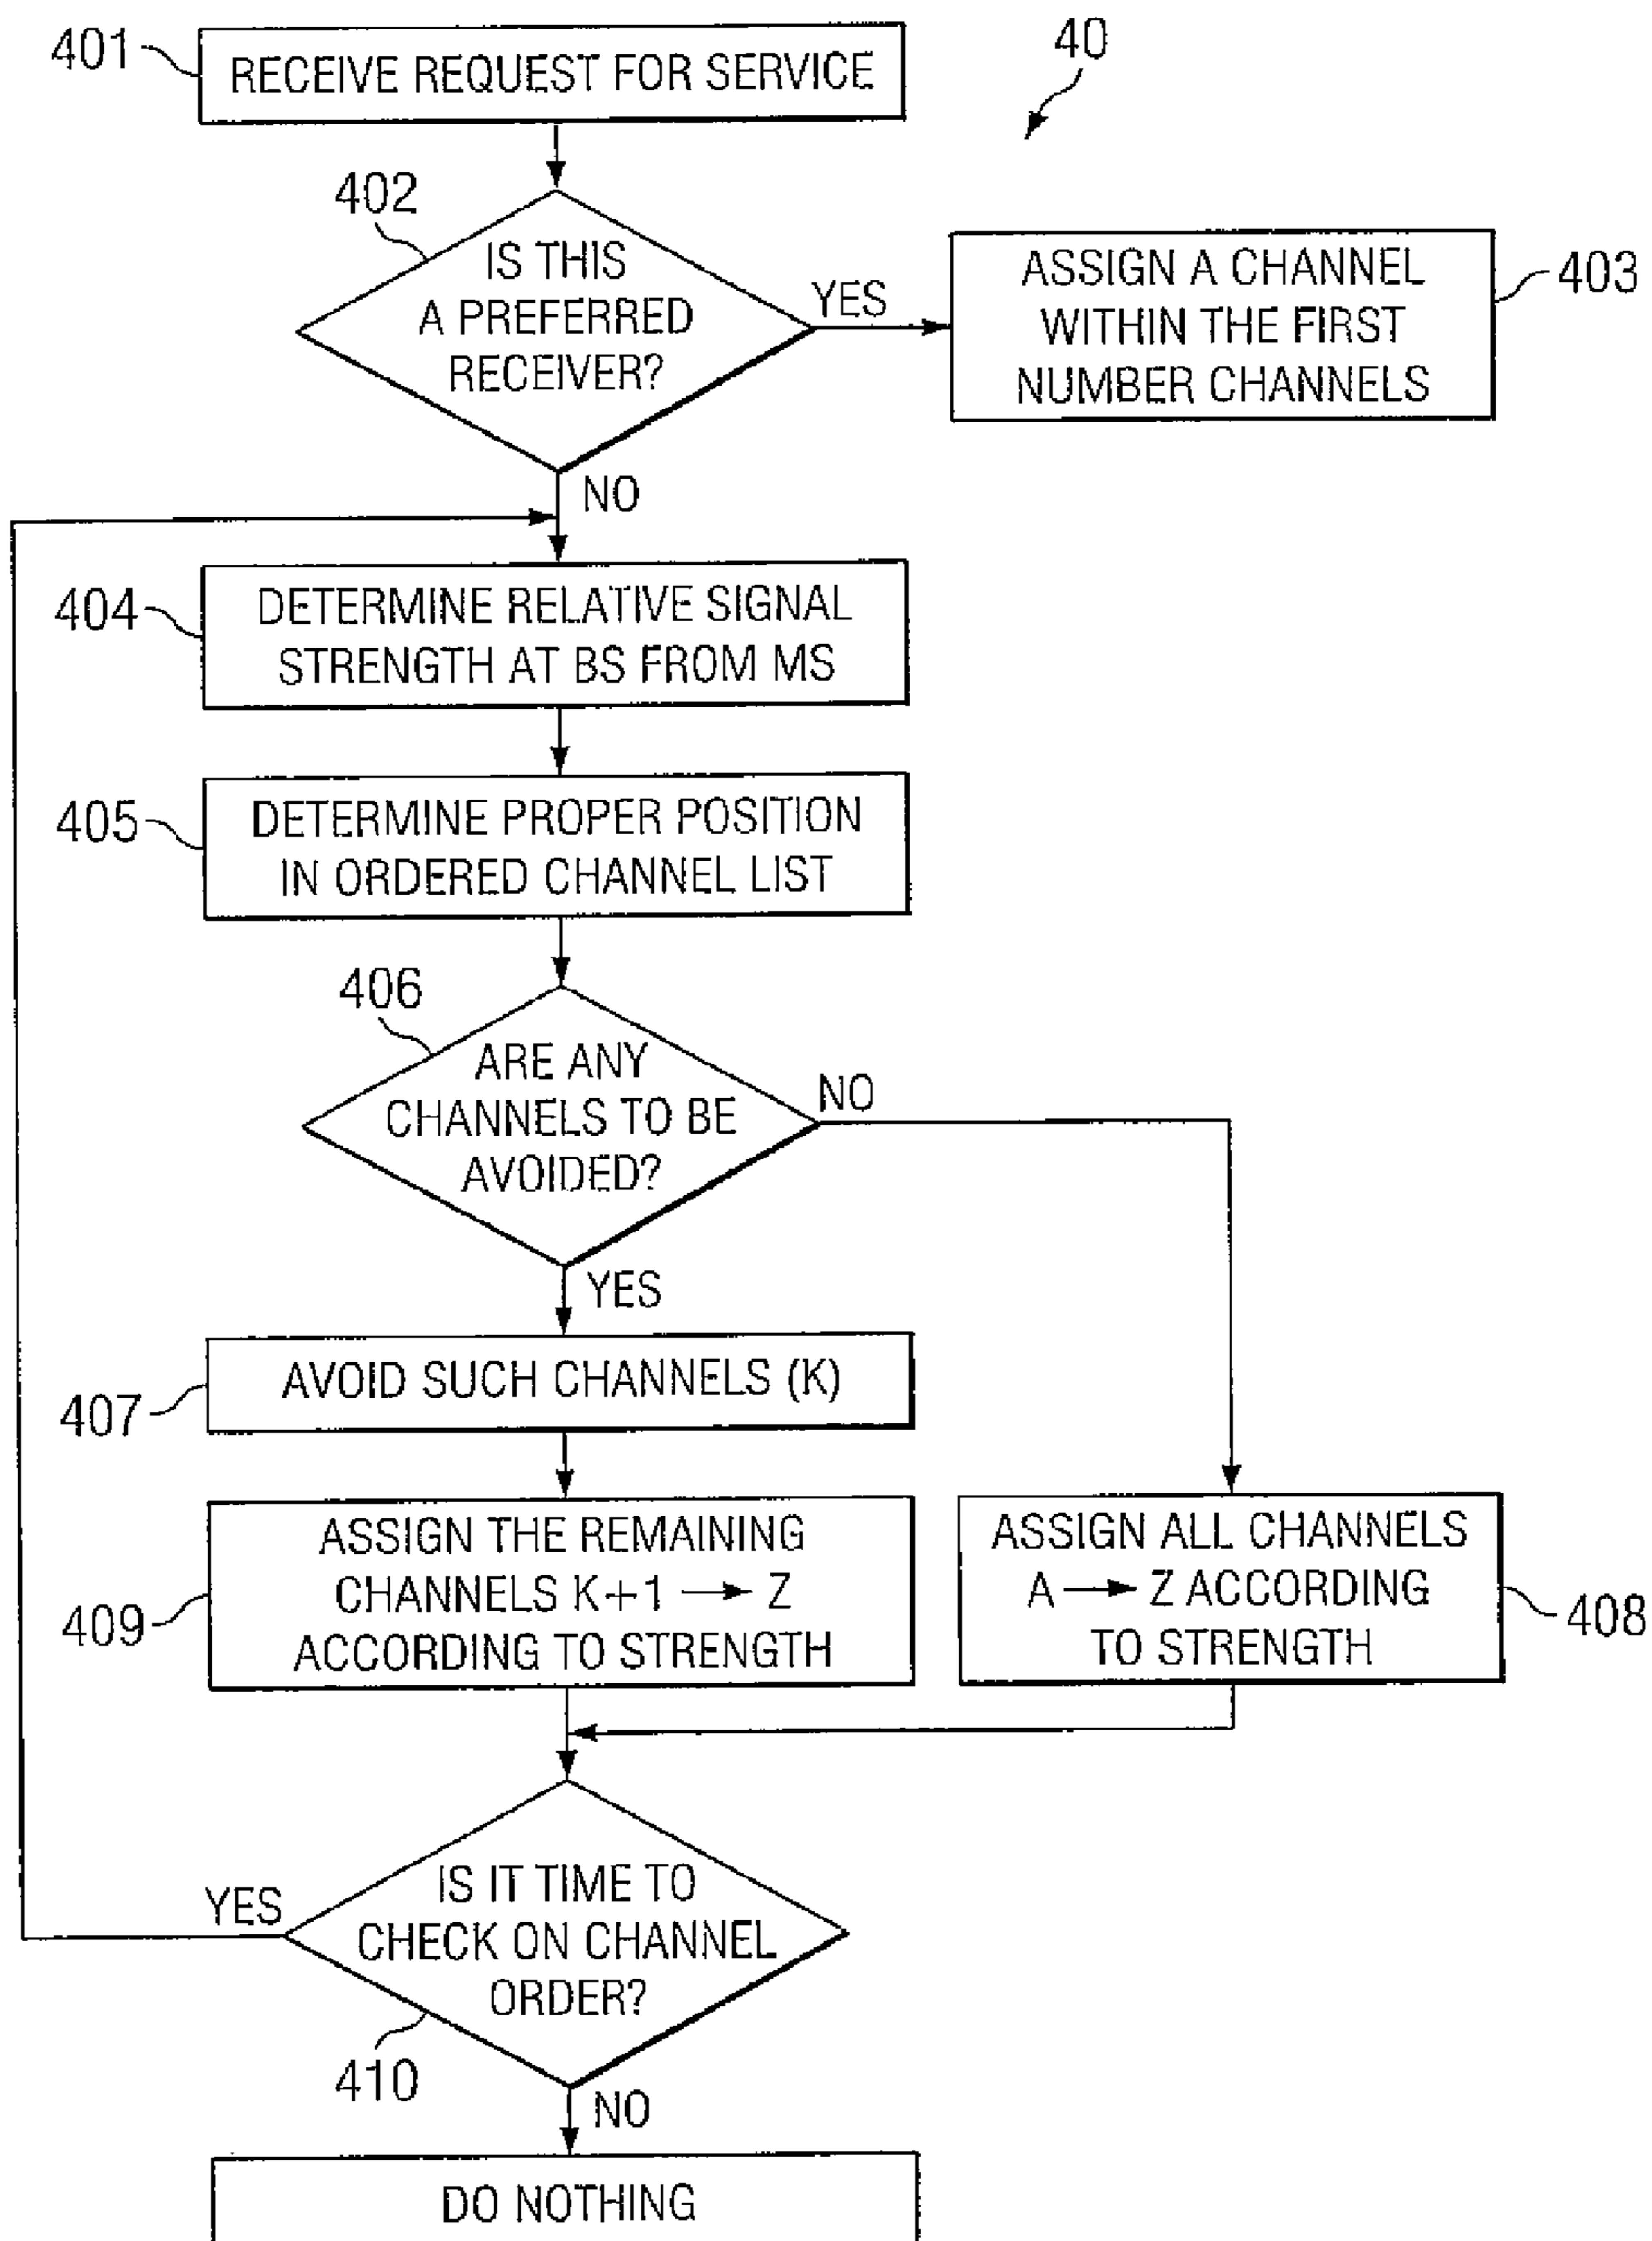 401
RECEIVE REQUEST FOR SERVICE
40
402
IS THIS
A PREFERRED
RECEIVER?
YES
ASSIGN A CHANNEL
WITHIN THE FIRST
NUMBER CHANNELS
403
NO
404
DETERMINE RELATIVE SIGNAL
STRENGTH AT BS FROM MS
405
DETERMINE PROPER POSITION
IN ORDERED CHANNEL LIST
406
ARE ANY
CHANNELS TO BE
AVOIDED?
NO
YES
407
AVOID SUCH CHANNELS (K)
409
ASSIGN THE REMAINING
CHANNELS K+1 → Z
ACCORDING TO STRENGTH
ASSIGN ALL CHANNELS
A → Z ACCORDING
TO STRENGTH
408
YES
IS IT TIME TO
CHECK ON CHANNEL
ORDER?
410
NO
DO NOTHING